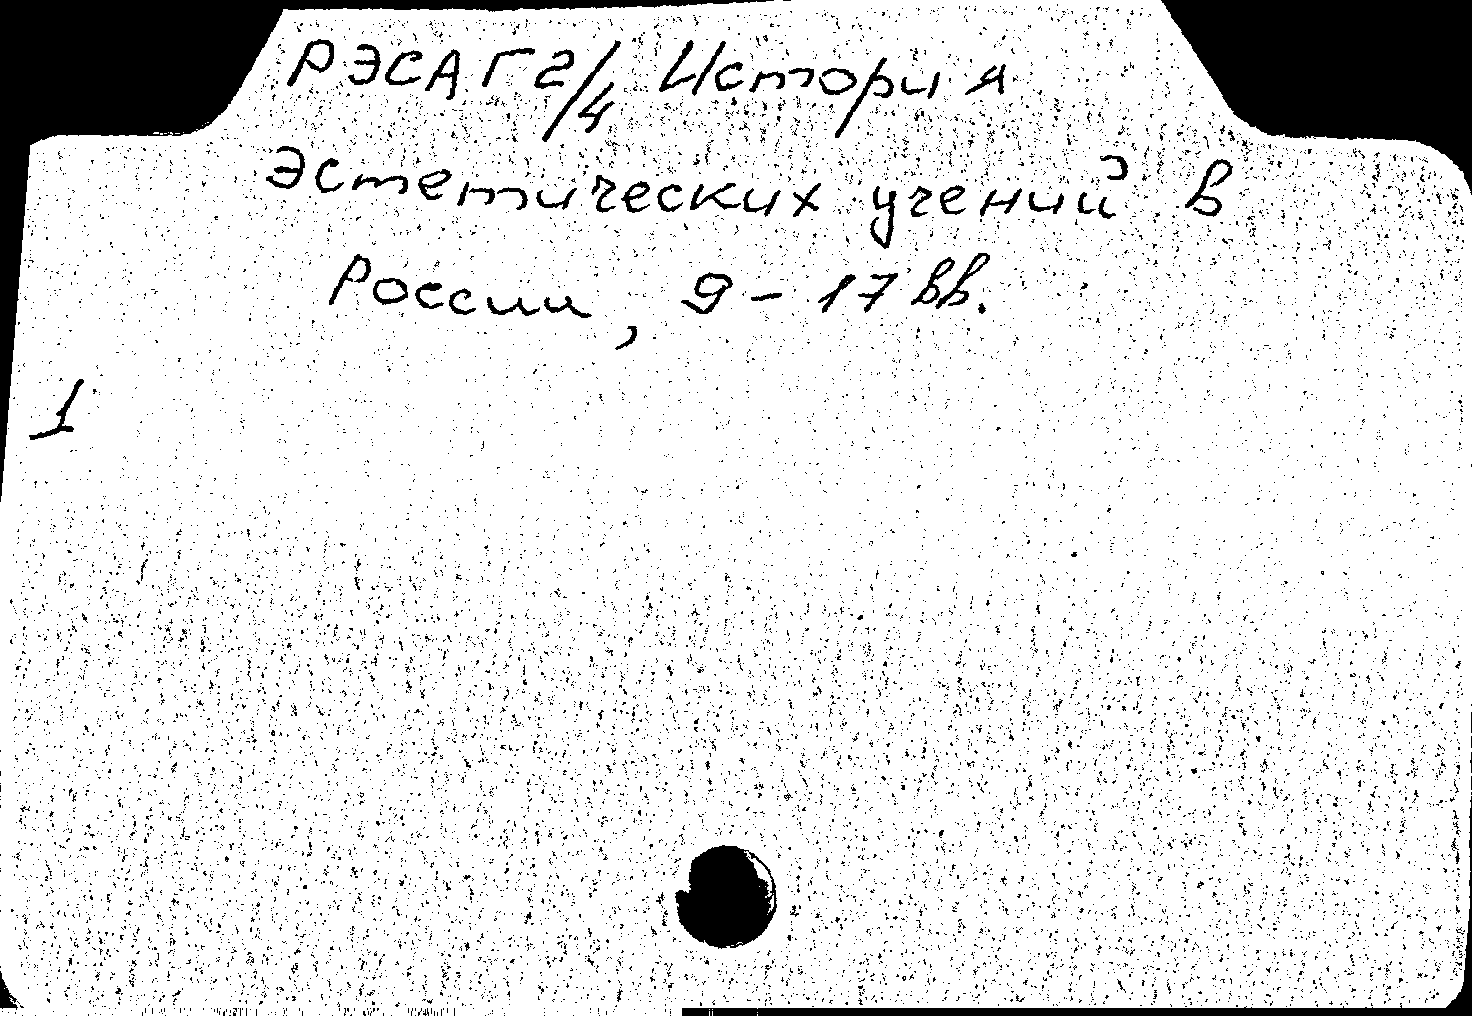 РЭСАГ2/4 История
эстетических учений в
России, 9-17 вв.
1